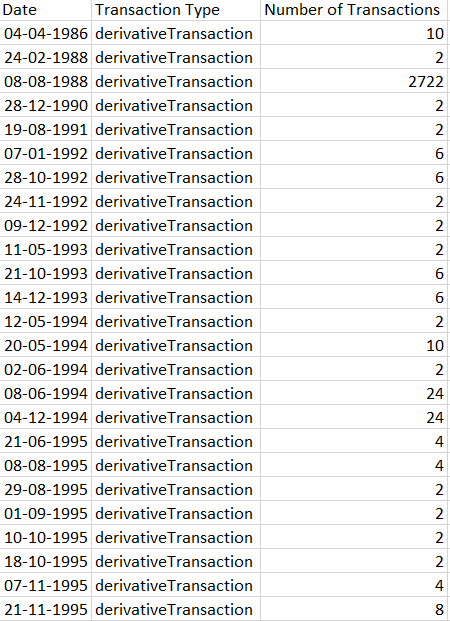 Date Transaction Type Number of Transactions
04-04-1986 derivativeTransaction 10
24-02-1988 derivativeTransaction 2
08-08-1988 derivativeTransaction 2722
28-12-1990 derivativeTransaction 2
19-08-1991 derivativeTransaction 2
07-01-1992 derivativeTransaction 6
28-10-1992 derivativeTransaction 6
24-11-1992 derivativeTransaction 2
09-12-1992 derivativeTransaction 2
11-05-1993 derivativeTransaction 2
21-10-1993 derivativeTransaction 6
14-12-1993 derivativeTransaction 6
12-05-1994 derivativeTransaction 2
20-05-1994 derivativeTransaction 10
02-06-1994 derivativeTransaction 2
08-06-1994 derivativeTransaction 24
04-12-1994 derivativeTransaction 24
21-06-1995 derivativeTransaction 4
08-08-1995 derivativeTransaction 4
29-08-1995 derivativeTransaction 2
01-09-1995 derivativeTransaction 2
10-10-1995 derivativeTransaction 2
18-10-1995 derivativeTransaction 2
07-11-1995 derivativeTransaction 4
21-11-1995 derivativeTransaction 8